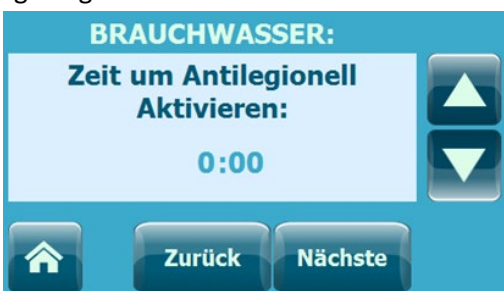 BRAUCHWASSER:
Zeit um Antilegionell
Aktivieren:
0:00
Zurück Nächste